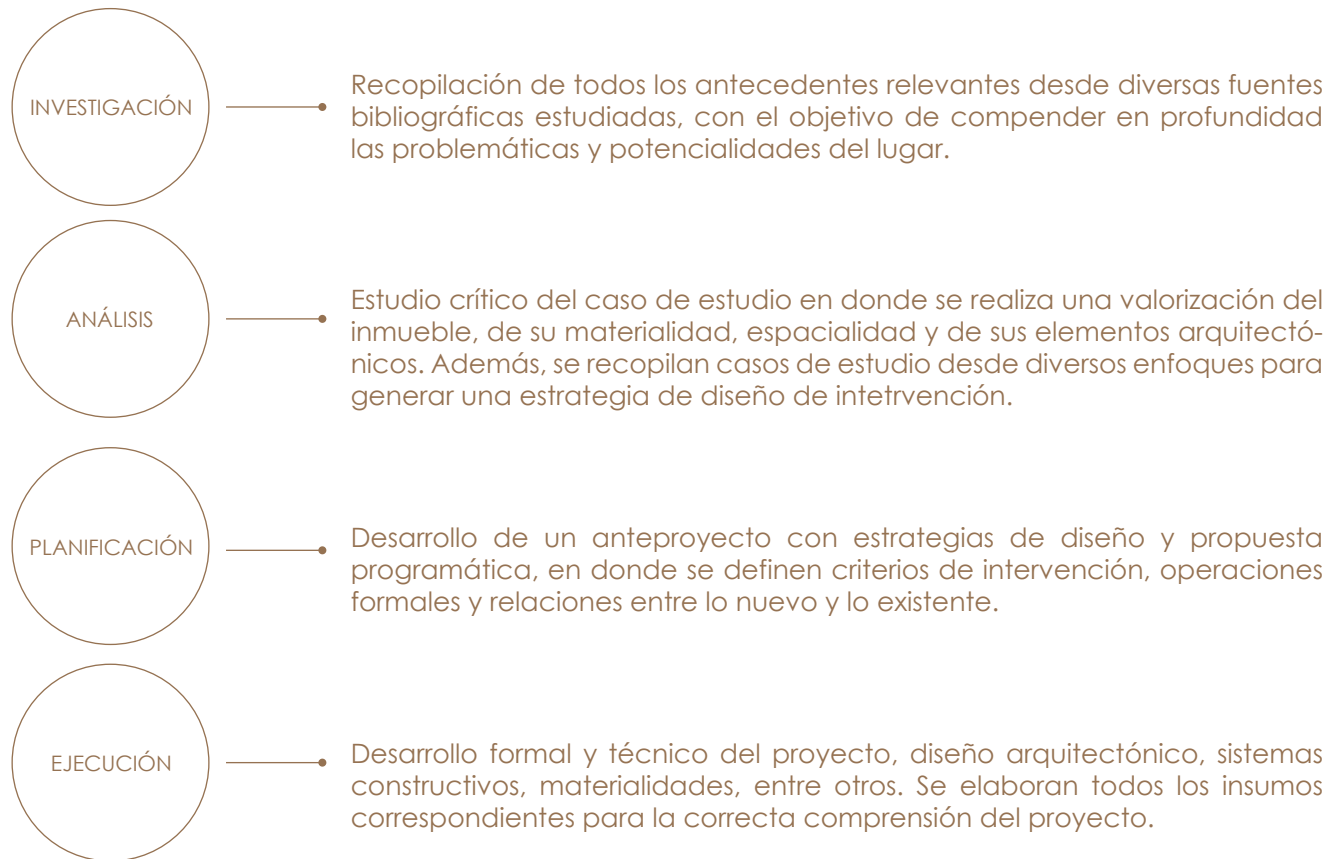 INVESTIGACIÓN
Recopilación de todos los antecedentes relevantes desde diversas fuentes
bibliográficas estudiadas, con el objetivo de compender en profundidad
las problemáticas y potencialidades del lugar.
ANÁLISIS
Estudio crítico del caso de estudio en donde se realiza una valorización del
inmueble, de su materialidad, espacialidad y de sus elementos arquitectó-
nicos. Además, se recopilan casos de estudio desde diversos enfoques para
generar una estrategia de diseño de intetrvención.
PLANIFICACIÓN
Desarrollo de un anteproyecto con estrategias de diseño y propuesta
programática, en donde se definen criterios de intervención, operaciones
formales y relaciones entre lo nuevo y lo existente.
EJECUCIÓN
Desarrollo formal y técnico del proyecto, diseño arquitectónico, sistemas
constructivos, materialidades, entre otros. Se elaboran todos los insumos
correspondientes para la correcta comprensión del proyecto.